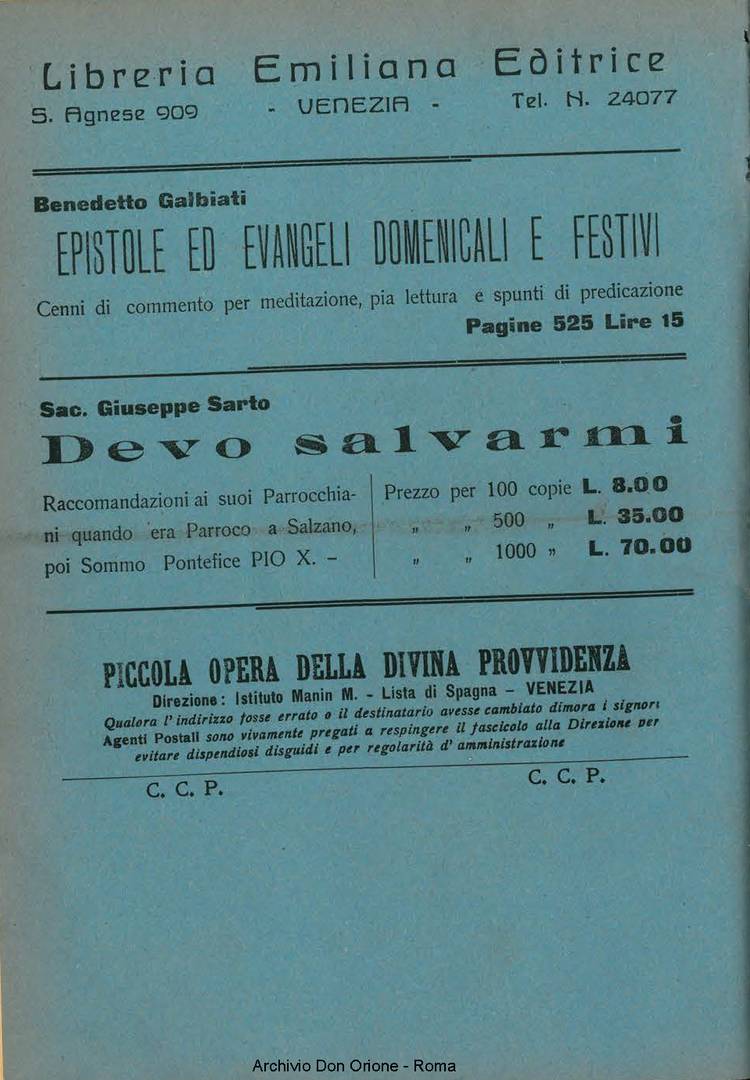 Libreria Emiliana Editrice
S. Agnese 909 - VENEZIA - Tel. N. 24077
Benedetto Galbiati
EPISTOLE ED EVANGELI DOMENICALI E FESTIVI
Cenni di commento per meditazione, pia lettura e spunti di predicazione
Pagine 525 Lire 15
Sac. Giuseppe Sarto
Devo salvarmi
Raccomandazioni ai suoi Parrocchia-
ni quando era Parroco a Salzano,
poi Sommo Pontefice PIO X. -
Prezzo per 100 copie L. 8.00
„ „ 500 „ L. 35.00
„ „ 1000 „ L. 70.00
PICCOLA OPERA DELLA DIVINA PROVVIDENZA
Direzione: Istituto Manin M. - Lista di Spagna - VENEZIA
Qualora l'indirizzo fosse errato o il destinatario avesse cambiato dimora i signori
Agenti Postali sono vivamente pregati a respingere il fascicolo alla Direzione per
evitare dispendiosi disguidi e per regolarità d'amministrazione
C. C. P. C. C. P.
Archivio Don Orione - Roma